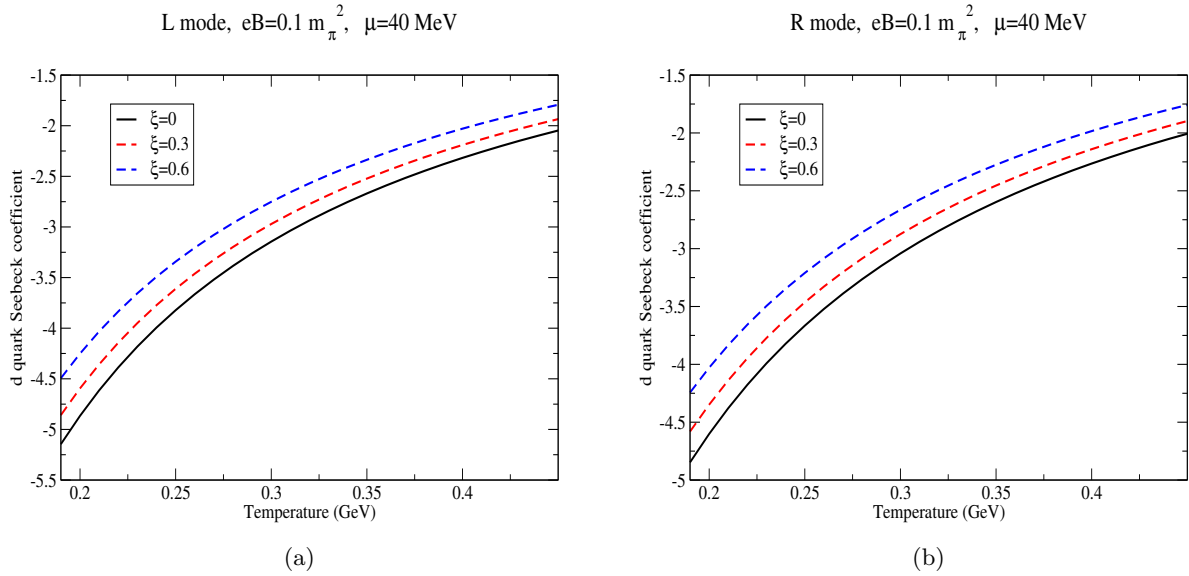 L mode, eB=0.1 m_π^2, μ=40 MeV
-1.5
-2
-2.5
-3
-3.5
-4
-4.5
-5
-5.5
d quark Seebeck coefficient
ξ=0
ξ=0.3
ξ=0.6
0.2 0.25 0.3 0.35 0.4
Temperature (GeV)
(a)
R mode, eB=0.1 m_π^2, μ=40 MeV
-1.5
-2
-2.5
-3
-3.5
-4
-4.5
-5
d quark Seebeck coefficient
ξ=0
ξ=0.3
ξ=0.6
0.2 0.25 0.3 0.35 0.4
Temperature (GeV)
(b)